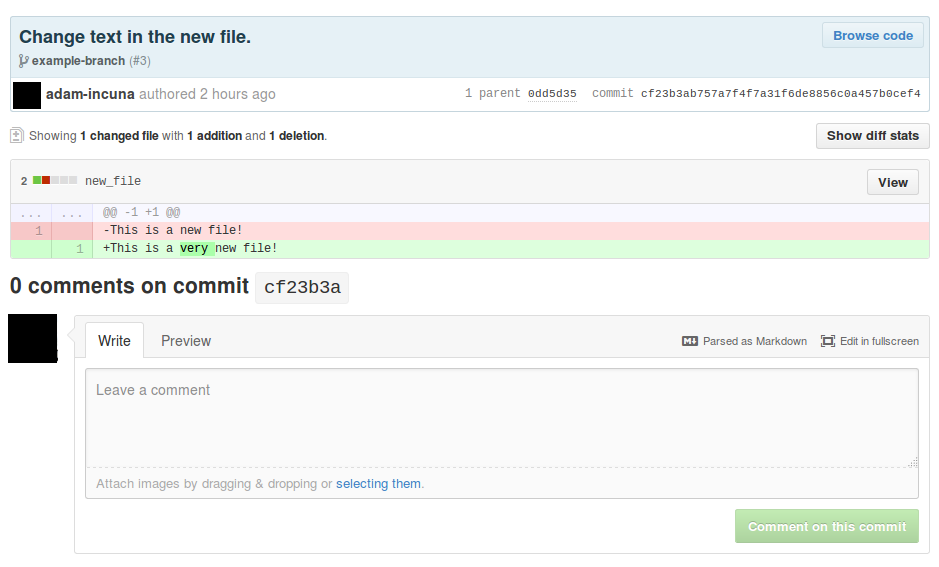 Change text in the new file.
Browse code
example-branch (#3)
adam-incuna authored 2 hours ago
1 parent 0dd5d35 commit cf23b3ab757a7f4f7a31f6de8856c0a457b0cef4
Showing 1 changed file with 1 addition and 1 deletion.
Show diff stats
2 new_file
View
... ... @@ -1 +1 @@
1 -This is a new file!
1 +This is a very new file!
0 comments on commit cf23b3a
Write Preview
Parsed as Markdown Edit in fullscreen
Leave a comment
Attach images by dragging & dropping or selecting them.
Comment on this commit